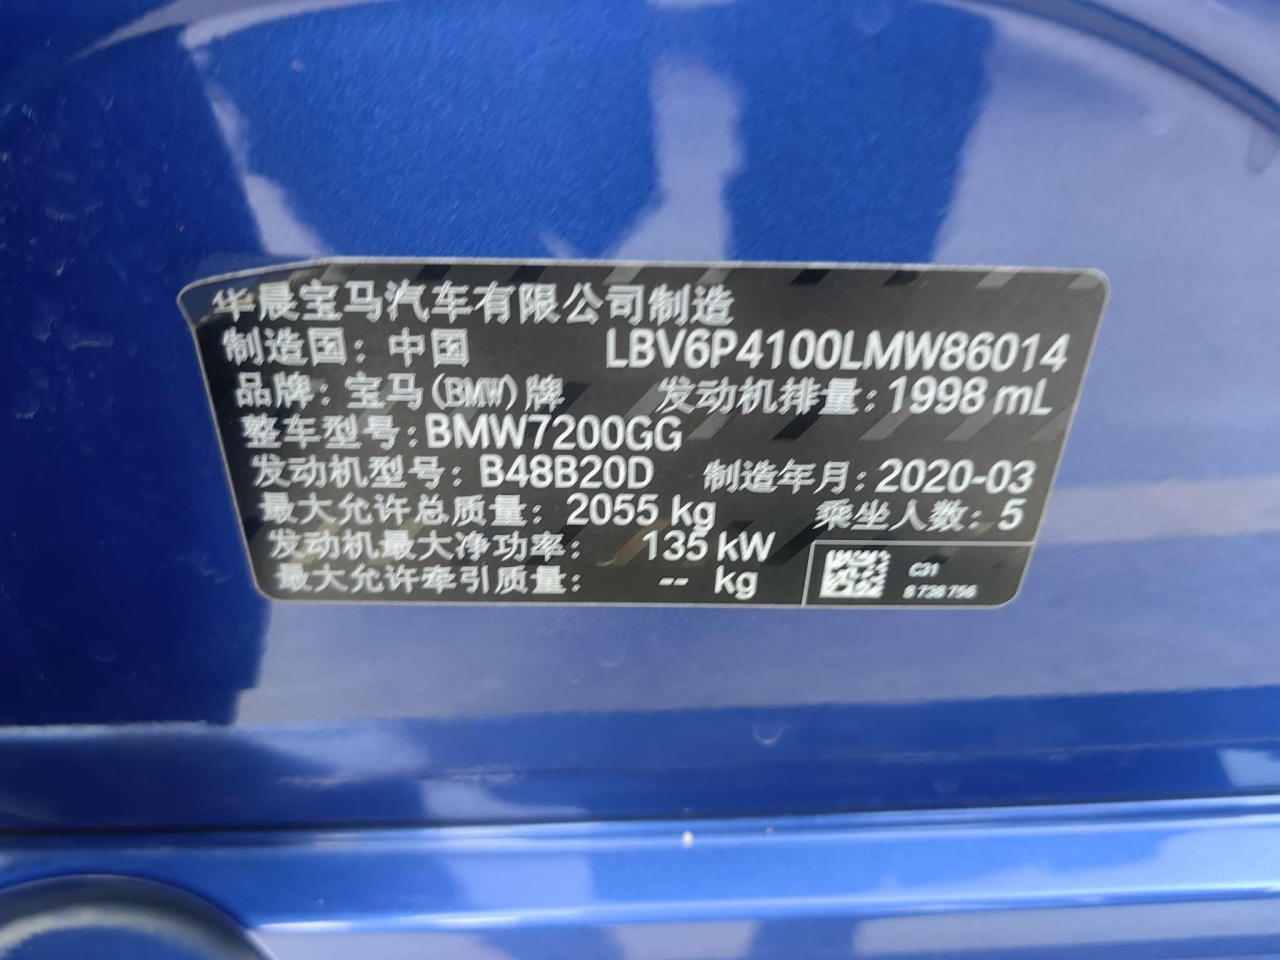 华晨宝马汽车有限公司制造
制造国：中国 LBV6P4100LMW86014
品牌：宝马(BMW)牌 发动机排量：1998 mL
整车型号：BMW7200GG
发动机型号：B48B20D 制造年月：2020-03
最大允许总质量：2055 kg 乘坐人数：5
发动机最大净功率：135 kW
最大允许牵引质量：-- kg
C31
8 738 756